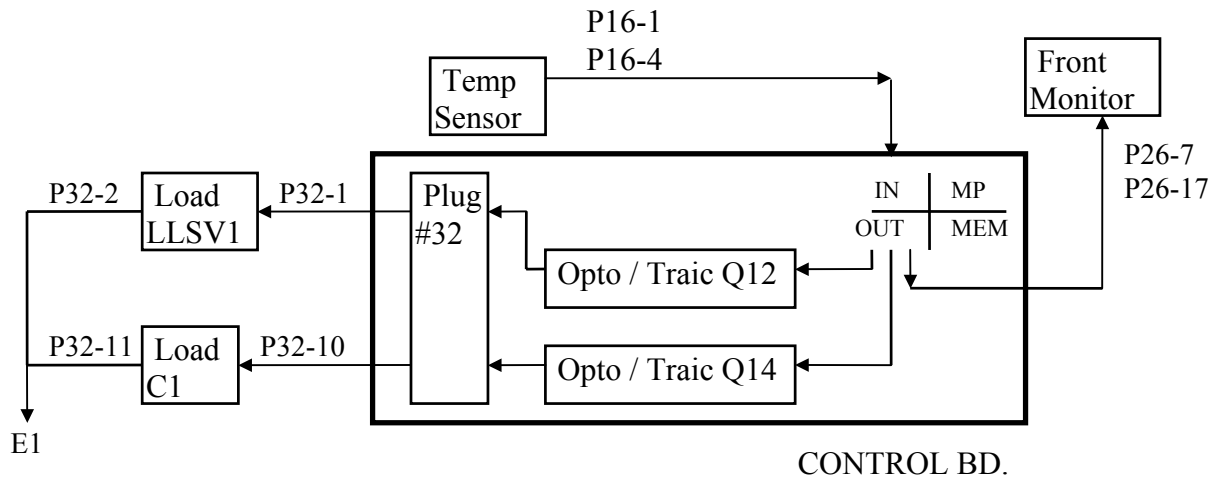 P16-1
P16-4
Temp
Sensor
Front
Monitor
P26-7
P26-17
P32-2
Load
LLSV1
P32-1
Plug
#32
IN
MP
OUT
MEM
Opto / Traic Q12
P32-11
Load
C1
P32-10
Opto / Traic Q14
E1
CONTROL BD.